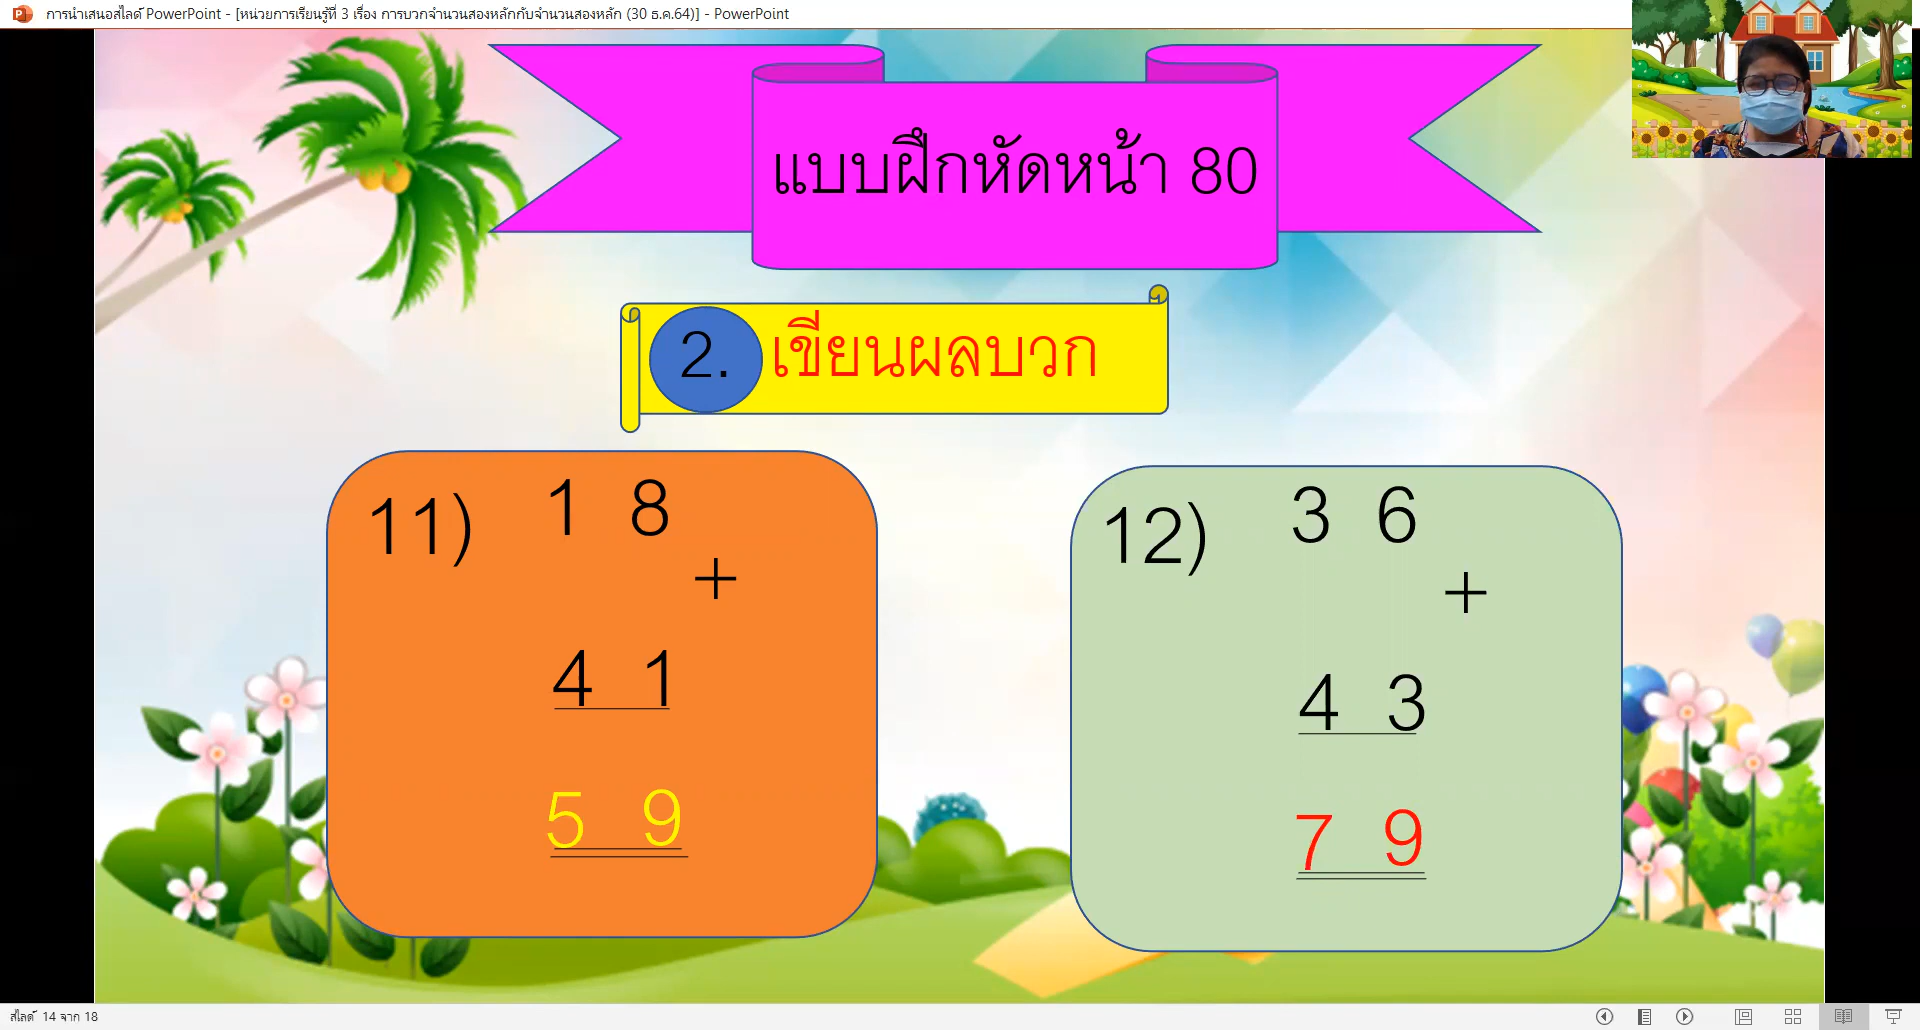 การนำเสนอสไลด์ PowerPoint - [หน่วยการเรียนรู้ที่ 3 เรื่อง การบวกจำนวนสองหลักกับจำนวนสองหลัก (30 ธ.ค.64)] - PowerPoint
แบบฝึกหัดหน้า 80
2. เขียนผลบวก
11) 1 8
+
4 1
5 9
12) 3 6
+
4 3
7 9
สไลด์ 14 จาก 18